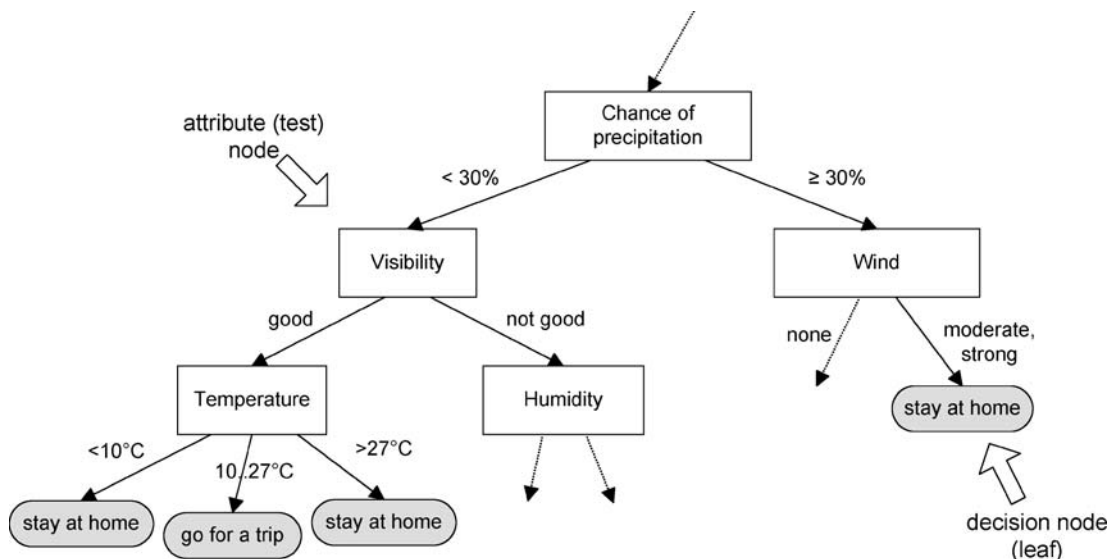 Chance of
precipitation
attribute (test)
node
< 30%
≥ 30%
Visibility
Wind
good
not good
none
moderate,
strong
Temperature
Humidity
stay at home
<10°C
10..27°C
>27°C
stay at home
go for a trip
stay at home
decision node
(leaf)